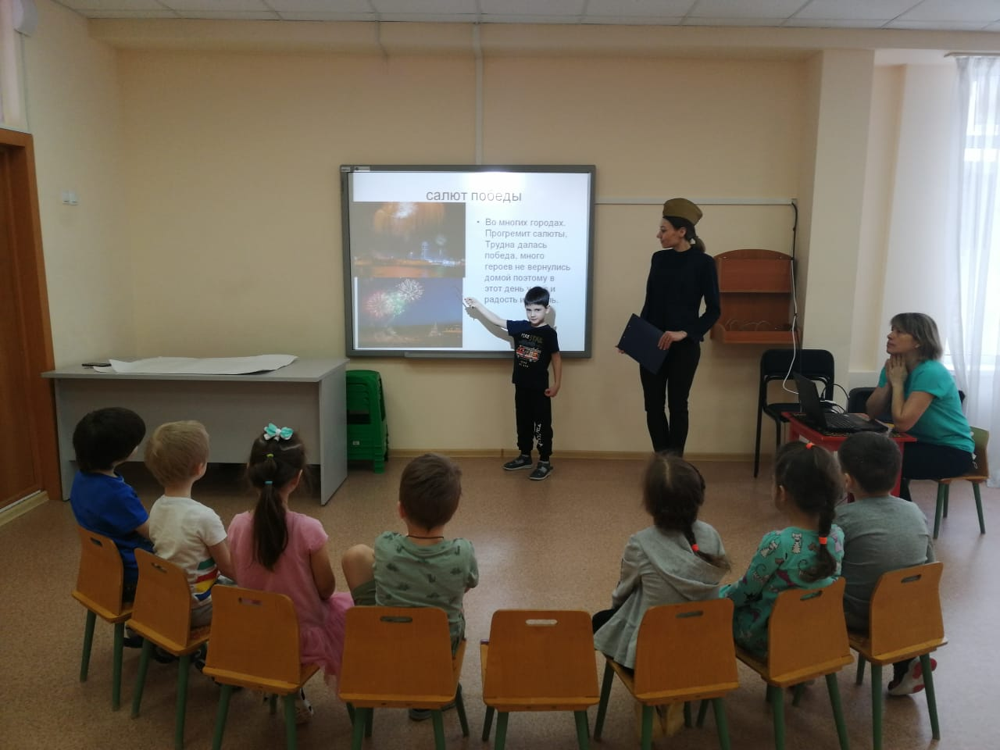 салют победы
• Во многих городах.
Прогремит салюты,
Трудна далась
победа, много
героев не вернулись
домой поэтому в
этот день и
радость и